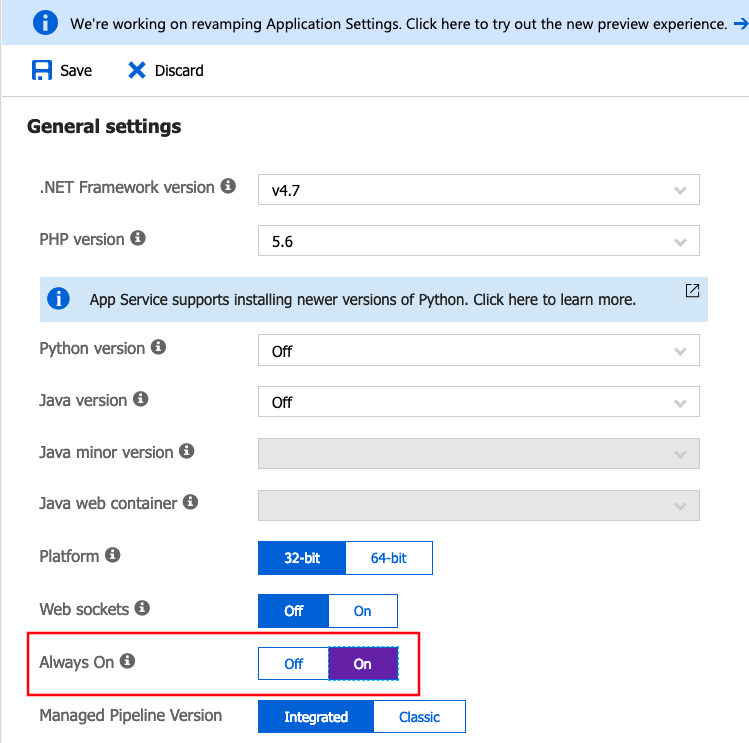 We're working on revamping Application Settings. Click here to try out the new preview experience.
Save Discard
General settings
.NET Framework version v4.7
PHP version 5.6
App Service supports installing newer versions of Python. Click here to learn more.
Python version Off
Java version Off
Java minor version
Java web container
Platform 32-bit 64-bit
Web sockets Off On
Always On Off On
Managed Pipeline Version Integrated Classic